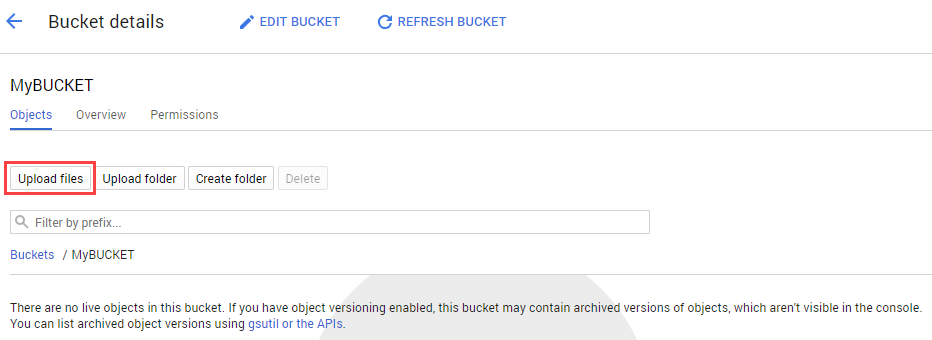 Bucket details EDIT BUCKET REFRESH BUCKET
MyBUCKET
Objects Overview Permissions
Upload files Upload folder Create folder Delete
Filter by prefix...
Buckets / MyBUCKET
There are no live objects in this bucket. If you have object versioning enabled, this bucket may contain archived versions of objects, which aren't visible in the console.
You can list archived object versions using gsutil or the APIs.